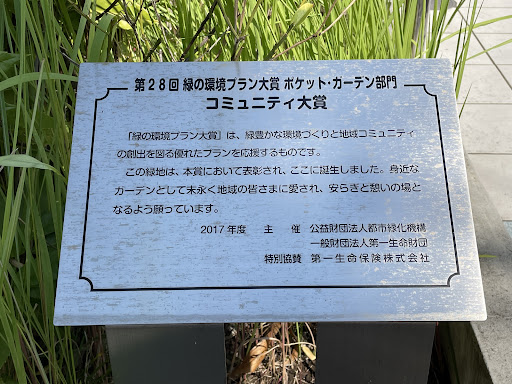 第28回 緑の環境プラン大賞 ポケット・ガーデン部門
コミュニティ大賞
「緑の環境プラン大賞」は、緑豊かな環境づくりと地域コミュニティ
の創出を図る優れたプランを応援するものです。
この緑地は、本賞において表彰され、ここに誕生しました。身近な
ガーデンとして末永く地域の皆さまに愛され、安らぎと憩いの場と
なるよう願っています。
2017年度 主 催 公益財団法人都市緑化機構
一般財団法人第一生命財団
特別協賛 第一生命保険株式会社